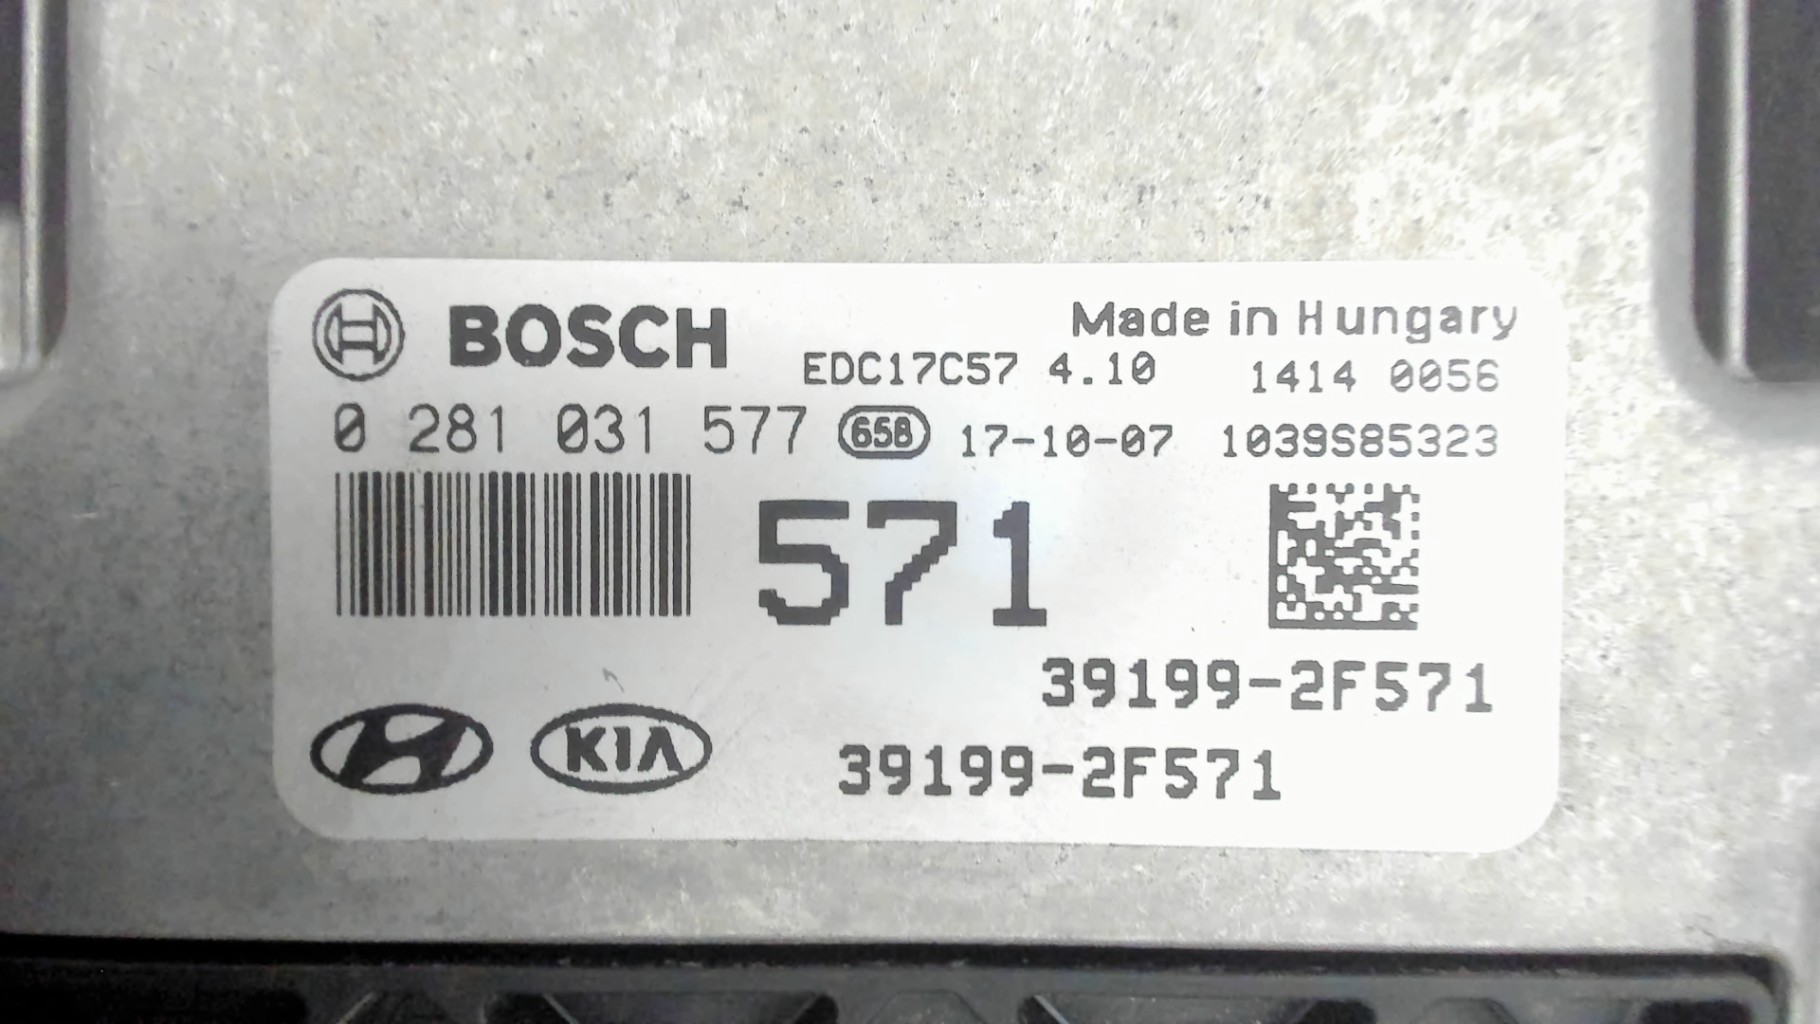 BOSCH
Made in Hungary
EDC17C57 4.10 1414 0056
0 281 031 577 658 17-10-07 1039S85323
571
39199-2F571
KIA 39199-2F571